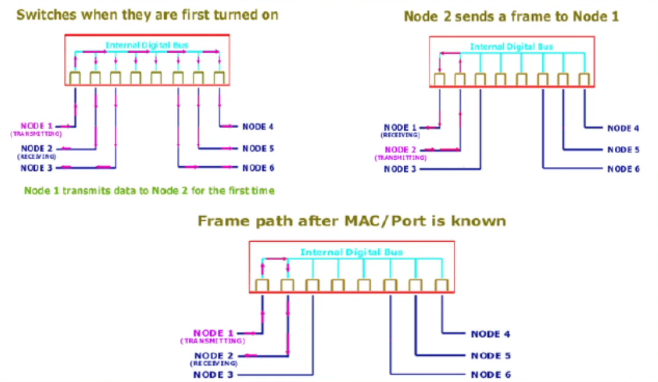 Switches when they are first turned on
Internal Digital Bus
NODE 1
(TRANSMITTING)
NODE 2
(RECEIVING)
NODE 3
NODE 4
NODE 5
NODE 6
Node 1 transmits data to Node 2 for the first time
Node 2 sends a frame to Node 1
Internal Digital Bus
NODE 1
(RECEIVING)
NODE 2
(TRANSMITTING)
NODE 3
NODE 4
NODE 5
NODE 6
Frame path after MAC/Port is known
Internal Digital Bus
NODE 1
(TRANSMITTING)
NODE 2
(RECEIVING)
NODE 3
NODE 4
NODE 5
NODE 6